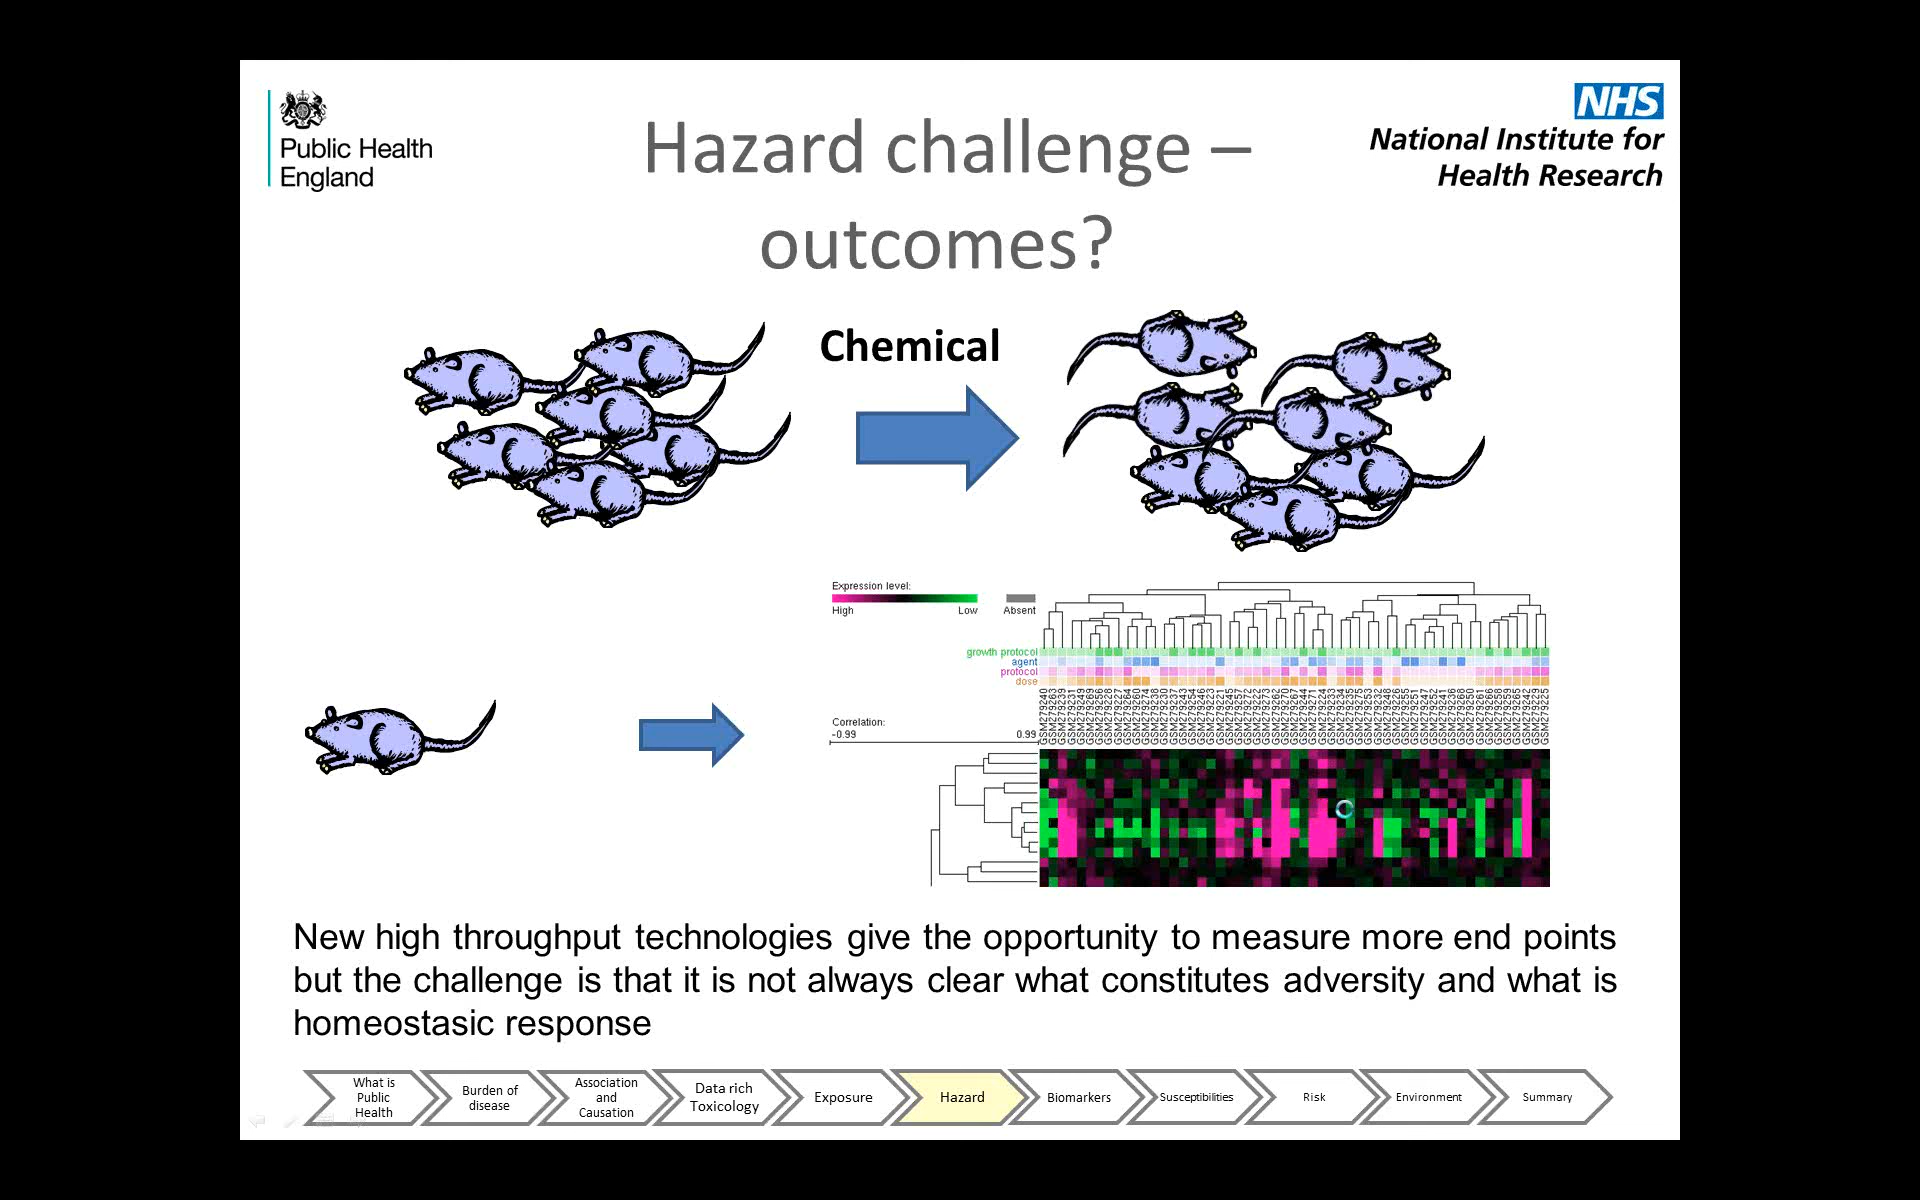 Public Health
England
Hazard challenge –
outcomes?
NHS
National Institute for
Health Research
Chemical
Expression level:
High Low Absent
growth protocol
agent
protocol
dose
Correlation:
-0.99 0.99
New high throughput technologies give the opportunity to measure more end points
but the challenge is that it is not always clear what constitutes adversity and what is
homeostasic response
What is
Public
Health
Burden of
disease
Association
and
Causation
Data rich
Toxicology
Exposure
Hazard
Biomarkers
Susceptibilities
Risk
Environment
Summary